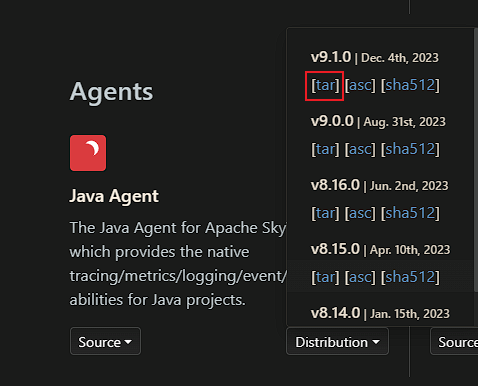 Agents
Java Agent
The Java Agent for Apache Sky
which provides the native
tracing/metrics/logging/event/
abilities for Java projects.
Source
v9.1.0 | Dec. 4th, 2023
[tar] [asc] [sha512]
v9.0.0 | Aug. 31st, 2023
[tar] [asc] [sha512]
v8.16.0 | Jun. 2nd, 2023
[tar] [asc] [sha512]
v8.15.0 | Apr. 10th, 2023
[tar] [asc] [sha512]
v8.14.0 | Jan. 15th, 2023
Distribution
Source